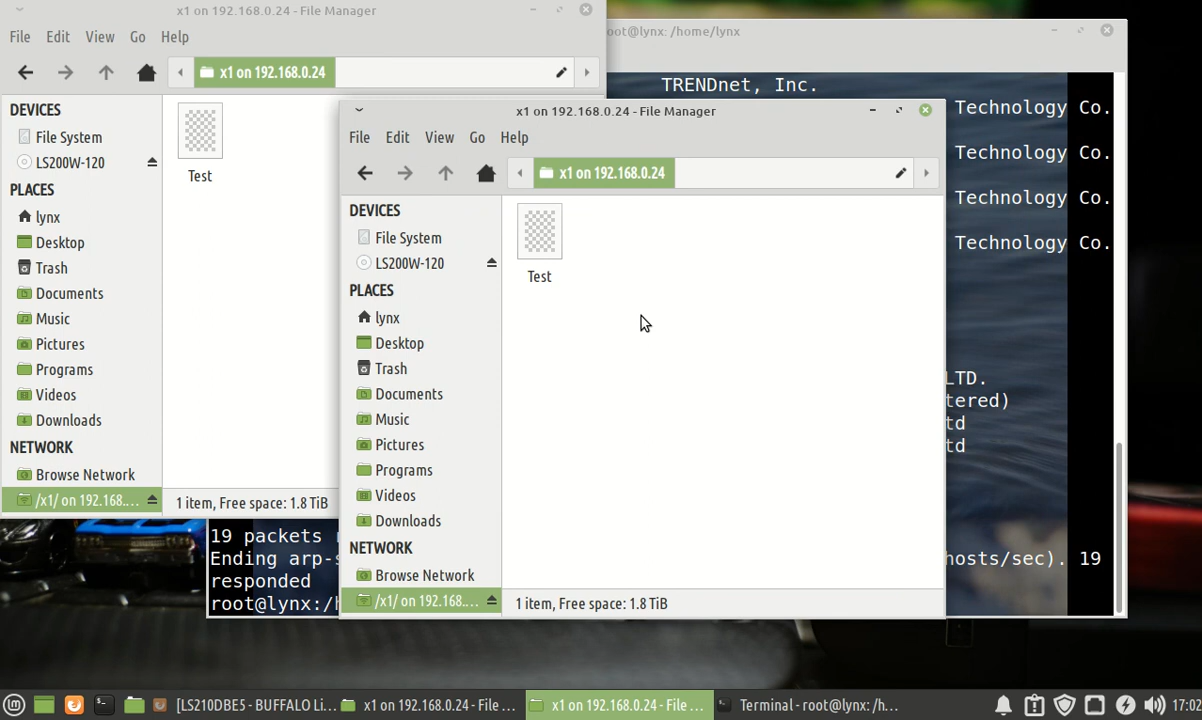 x1 on 192.168.0.24 - File Manager
File Edit View Go Help
x1 on 192.168.0.24
DEVICES
File System
LS200W-120
PLACES
lynx
Desktop
Trash
Documents
Music
Pictures
Programs
Videos
Downloads
NETWORK
Browse Network
/x1/ on 192.168....
Test
1 item, Free space: 1.8 TiB
x1 on 192.168.0.24 - File Manager
File Edit View Go Help
x1 on 192.168.0.24
DEVICES
File System
LS200W-120
PLACES
lynx
Desktop
Trash
Documents
Music
Pictures
Programs
Videos
Downloads
NETWORK
Browse Network
/x1/ on 192.168....
Test
1 item, Free space: 1.8 TiB
oot@lynx: /home/lynx
TRENDnet, Inc.
Technology Co.
Technology Co.
Technology Co.
Technology Co.
LTD.
tered)
td
td
19 packets
Ending arp-s hosts/sec). 19
responded
root@lynx:/h
[LS210DBE5 - BUFFALO Li... x1 on 192.168.0.24 - File ... x1 on 192.168.0.24 - File ... Terminal - root@lynx: /h... 17:02